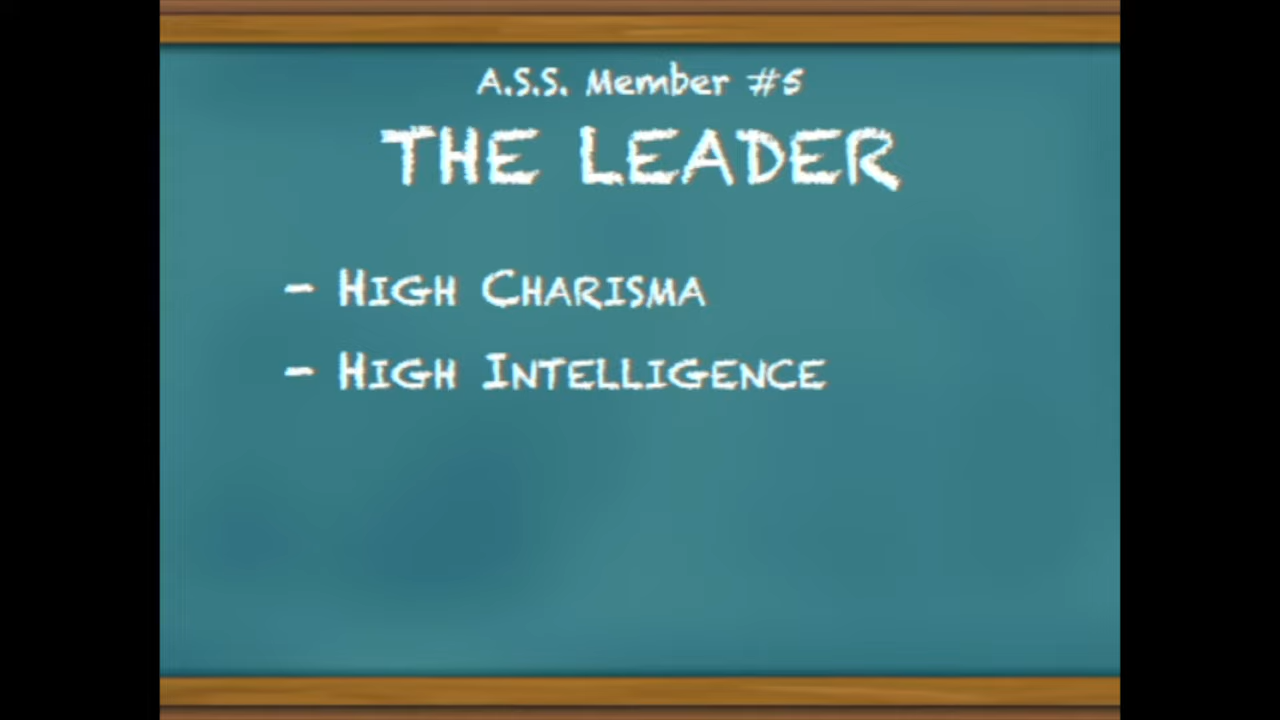 A.S.S. Member #5
THE LEADER
- HIGH CHARISMA
- HIGH INTELLIGENCE